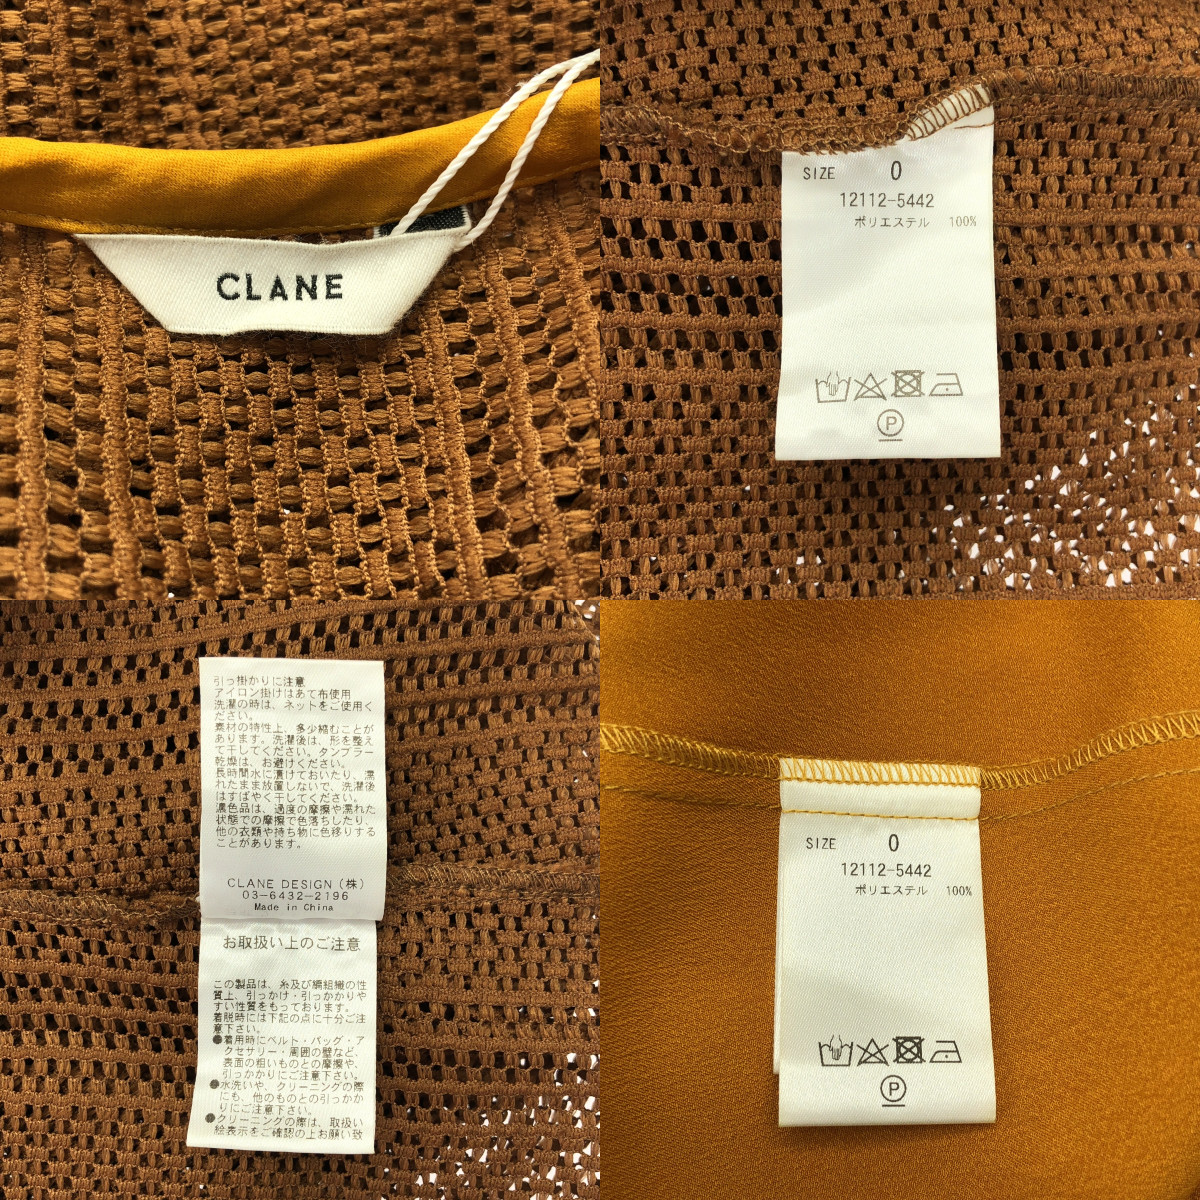 CLANE
SIZE 0
12112-5442
ポリエステル 100%
P
引っ掛かりに注意
アイロン掛けはあて布使用
洗濯の時は、ネットをご使用く
ださい。
素材の特性上、多少縮むことが
あります。洗濯後は、形を整え
て干してください。タンブラー
乾燥は、お避けください。
長時間水に漬けておいたり、濡
れたまま放置しないで、洗濯後
はすばやく干してください。
濃色品は、過度の摩擦や濡れた
状態での摩擦で色落ちしたり、
他の衣類や持ち物に色移りする
ことがあります。
CLANE DESIGN (株)
03-6432-2196
Made in China
お取扱い上のご注意
この製品は、糸及び編組織の性
質上、引っかけ・引っかかりや
すい性質をもっております。
着脱時には下記の点に十分ご注
意下さい。
●着用時にベルト・バッグ・ア
クセサリー・周囲の壁など、
表面の粗いものとの摩擦や、
引っかかりにご注意下さい。
●水洗いや、クリーニングの際
にも、他のものとの引っかか
りにご注意下さい。
●クリーニングの際は、取扱い
絵表示をご確認の上お願い致
SIZE 0
12112-5442
ポリエステル 100%
P